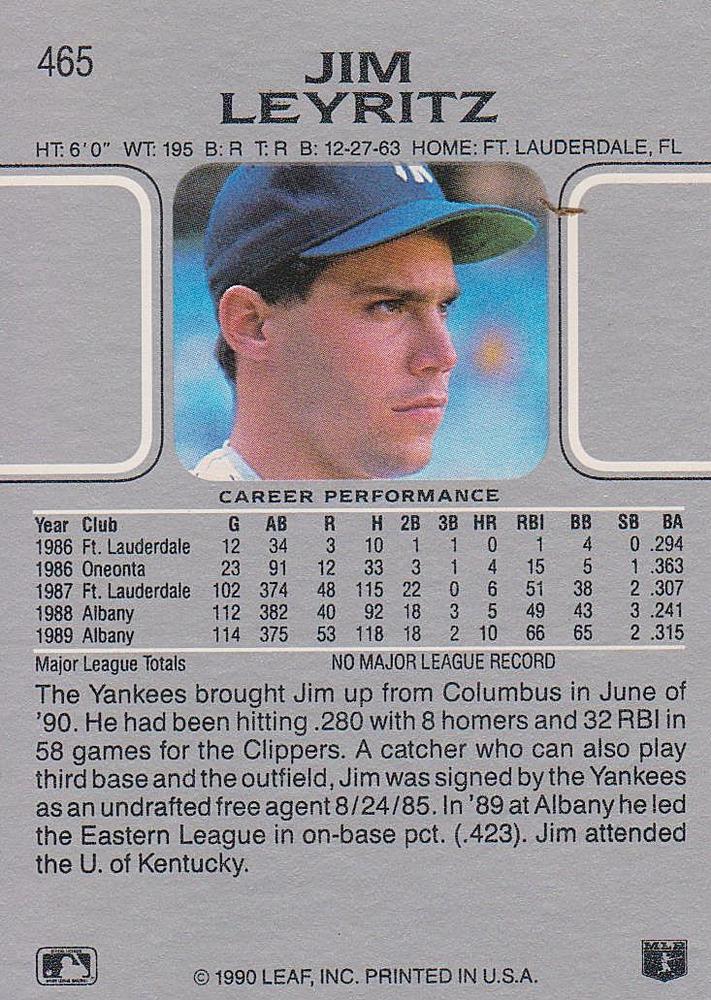 465
JIM
LEYRITZ
HT: 6'0" WT: 195 B: R T: R B: 12-27-63 HOME: FT. LAUDERDALE, FL
CAREER PERFORMANCE
Year Club G AB R H 2B 3B HR RBI BB SB BA
1986 Ft. Lauderdale 12 34 3 10 1 1 0 1 4 0 .294
1986 Oneonta 23 91 12 33 3 1 4 15 5 1 .363
1987 Ft. Lauderdale 102 374 48 115 22 0 6 51 38 2 .307
1988 Albany 112 382 40 92 18 3 5 49 43 3 .241
1989 Albany 114 375 53 118 18 2 10 66 65 2 .315
Major League Totals NO MAJOR LEAGUE RECORD
The Yankees brought Jim up from Columbus in June of
'90. He had been hitting .280 with 8 homers and 32 RBI in
58 games for the Clippers. A catcher who can also play
third base and the outfield, Jim was signed by the Yankees
as an undrafted free agent 8/24/85. In '89 at Albany he led
the Eastern League in on-base pct. (.423). Jim attended
the U. of Kentucky.
© 1990 LEAF, INC. PRINTED IN U.S.A.